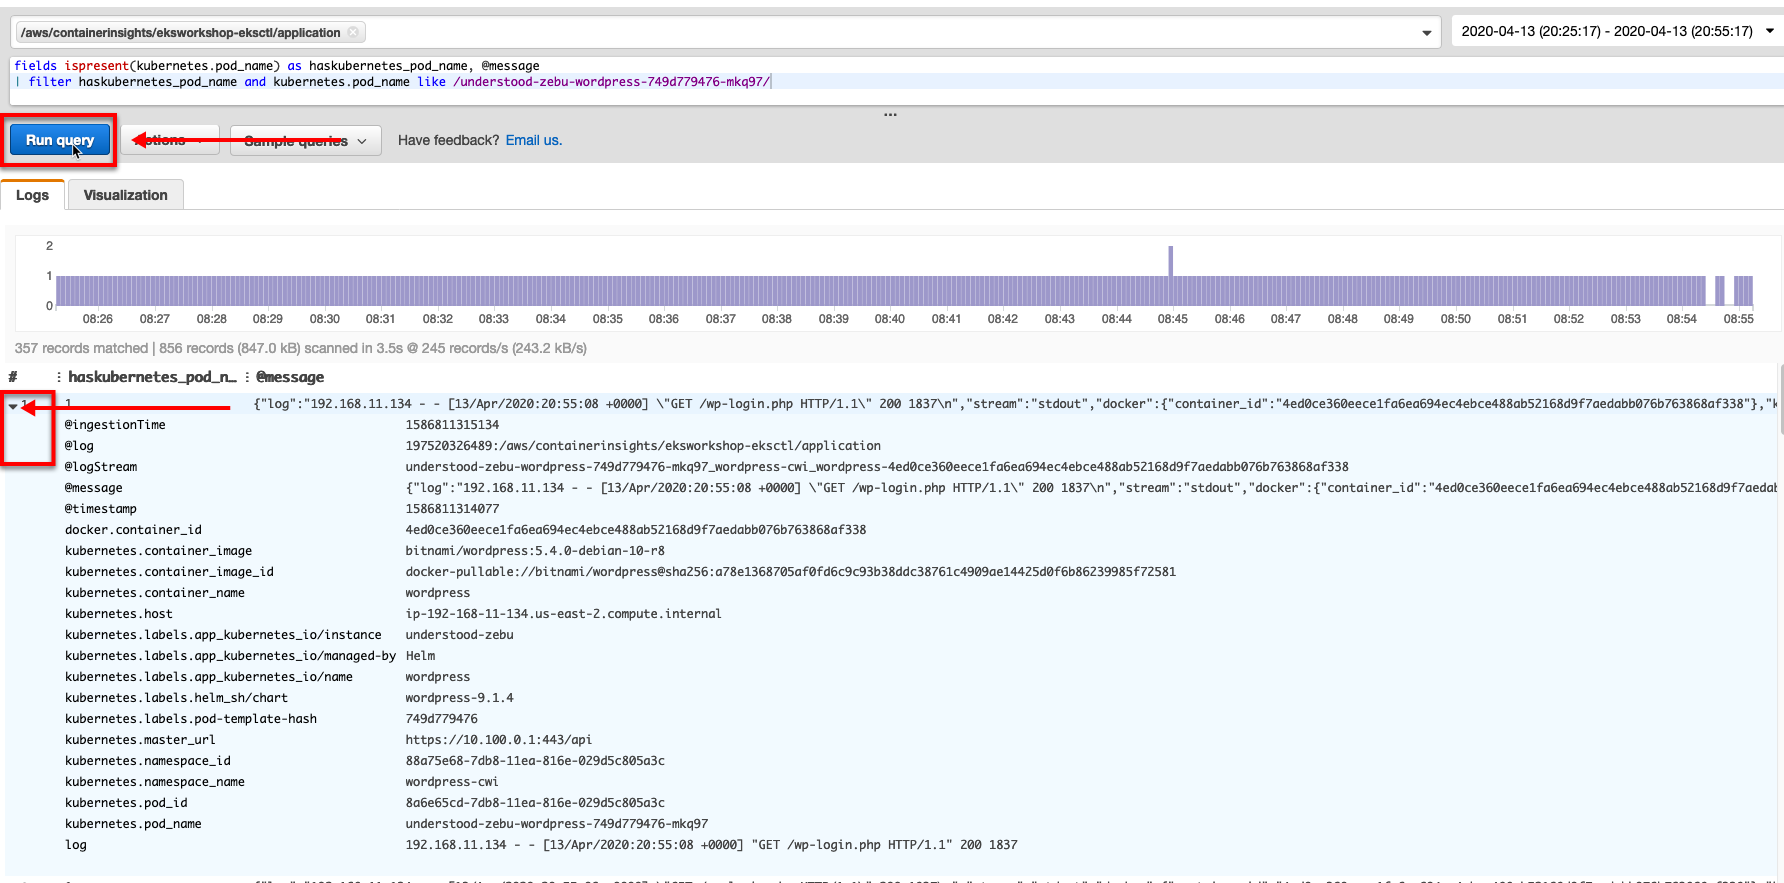 /aws/containerinsights/eksworkshop-eksctl/application
2020-04-13 (20:25:17) - 2020-04-13 (20:55:17)
fields ispresent(kubernetes.pod_name) as haskubernetes_pod_name, @message
| filter haskubernetes_pod_name and kubernetes.pod_name like /understood-zebu-wordpress-749d779476-mkq97/
...
Run query Actions Sample queries Have feedback? Email us.
Logs Visualization
2
1
0
08:26 08:27 08:28 08:29 08:30 08:31 08:32 08:33 08:34 08:35 08:36 08:37 08:38 08:39 08:40 08:41 08:42 08:43 08:44 08:45 08:46 08:47 08:48 08:49 08:50 08:51 08:52 08:53 08:54 08:55
357 records matched | 856 records (847.0 kB) scanned in 3.5s @ 245 records/s (243.2 kB/s)
# haskubernetes_pod_n... @message
1 1 {"log":"192.168.11.134 - - [13/Apr/2020:20:55:08 +0000] \"GET /wp-login.php HTTP/1.1\" 200 1837\n","stream":"stdout","docker":{"container_id":"4ed0ce360eece1fa6ea694ec4ebce488ab52168d9f7aedabb076b763868af338"},"k
@ingestionTime 1586811315134
@log 197520326489:/aws/containerinsights/eksworkshop-eksctl/application
@logStream understood-zebu-wordpress-749d779476-mkq97_wordpress-cwi_wordpress-4ed0ce360eece1fa6ea694ec4ebce488ab52168d9f7aedabb076b763868af338
@message {"log":"192.168.11.134 - - [13/Apr/2020:20:55:08 +0000] \"GET /wp-login.php HTTP/1.1\" 200 1837\n","stream":"stdout","docker":{"container_id":"4ed0ce360eece1fa6ea694ec4ebce488ab52168d9f7aedab
@timestamp 1586811314077
docker.container_id 4ed0ce360eece1fa6ea694ec4ebce488ab52168d9f7aedabb076b763868af338
kubernetes.container_image bitnami/wordpress:5.4.0-debian-10-r8
kubernetes.container_image_id docker-pullable://bitnami/wordpress@sha256:a78e1368705af0fd6c9c93b38ddc38761c4909ae14425d0f6b86239985f72581
kubernetes.container_name wordpress
kubernetes.host ip-192-168-11-134.us-east-2.compute.internal
kubernetes.labels.app_kubernetes_io/instance understood-zebu
kubernetes.labels.app_kubernetes_io/managed-by Helm
kubernetes.labels.app_kubernetes_io/name wordpress
kubernetes.labels.helm_sh/chart wordpress-9.1.4
kubernetes.labels.pod-template-hash 749d779476
kubernetes.master_url https://10.100.0.1:443/api
kubernetes.namespace_id 88a75e68-7db8-11ea-816e-029d5c805a3c
kubernetes.namespace_name wordpress-cwi
kubernetes.pod_id 8a6e65cd-7db8-11ea-816e-029d5c805a3c
kubernetes.pod_name understood-zebu-wordpress-749d779476-mkq97
log 192.168.11.134 - - [13/Apr/2020:20:55:08 +0000] "GET /wp-login.php HTTP/1.1" 200 1837